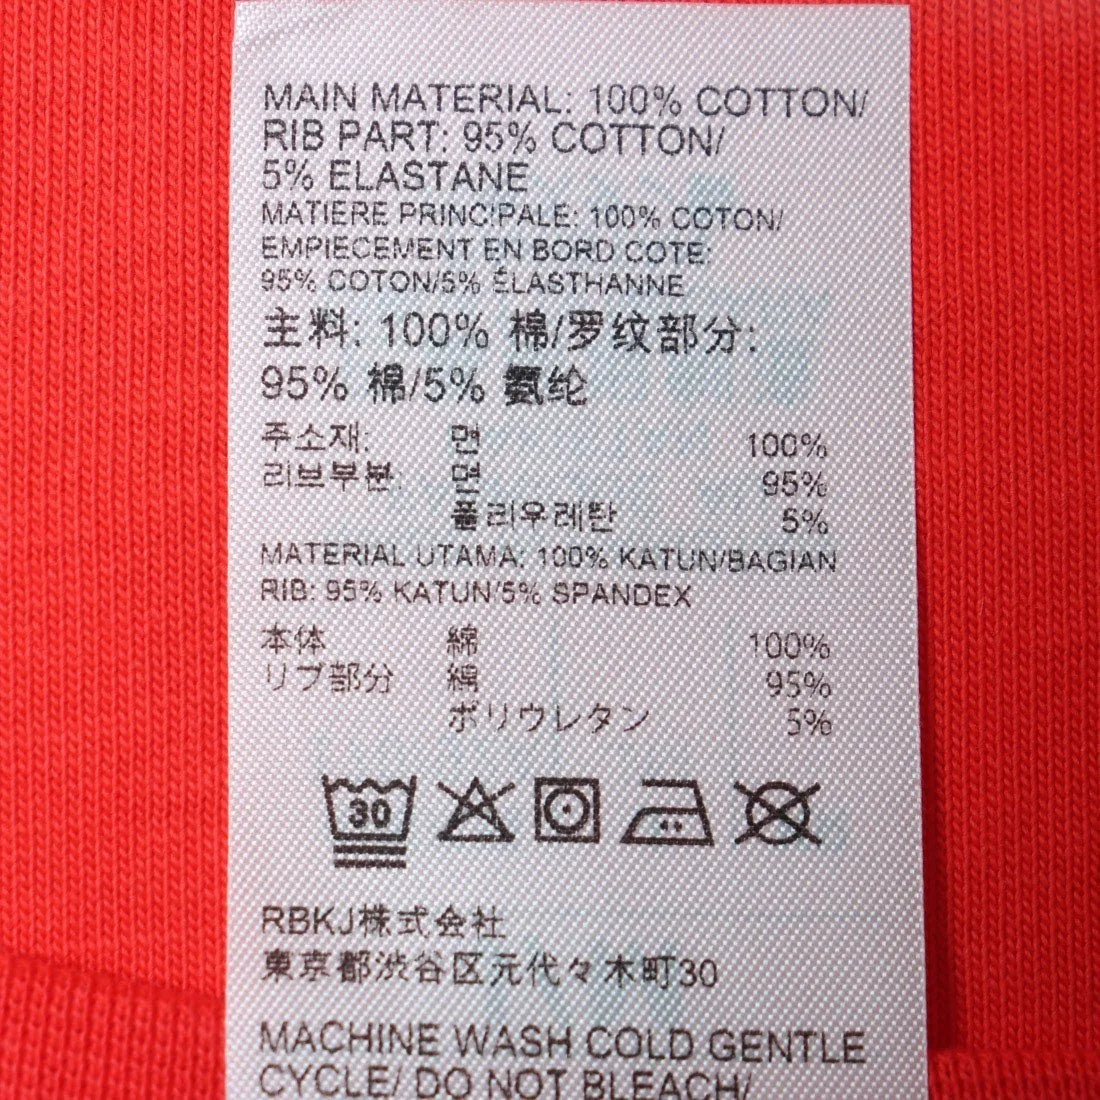 MAIN MATERIAL: 100% COTTON/
RIB PART: 95% COTTON/
5% ELASTANE
MATIERE PRINCIPALE: 100% COTON/
EMPIECEMENT EN BORD COTE:
95% COTON/5% ÉLASTHANNE
主料: 100% 棉/罗纹部分:
95% 棉/5% 氨纶
주소재: 면 100%
리브부분: 면 95%
폴리우레탄 5%
MATERIAL UTAMA: 100% KATUN/BAGIAN
RIB: 95% KATUN/5% SPANDEX
本体 綿 100%
リブ部分 綿 95%
ポリウレタン 5%
30
RBKJ株式会社
東京都渋谷区元代々木町30
MACHINE WASH COLD GENTLE
CYCLE/ DO NOT BLEACH/